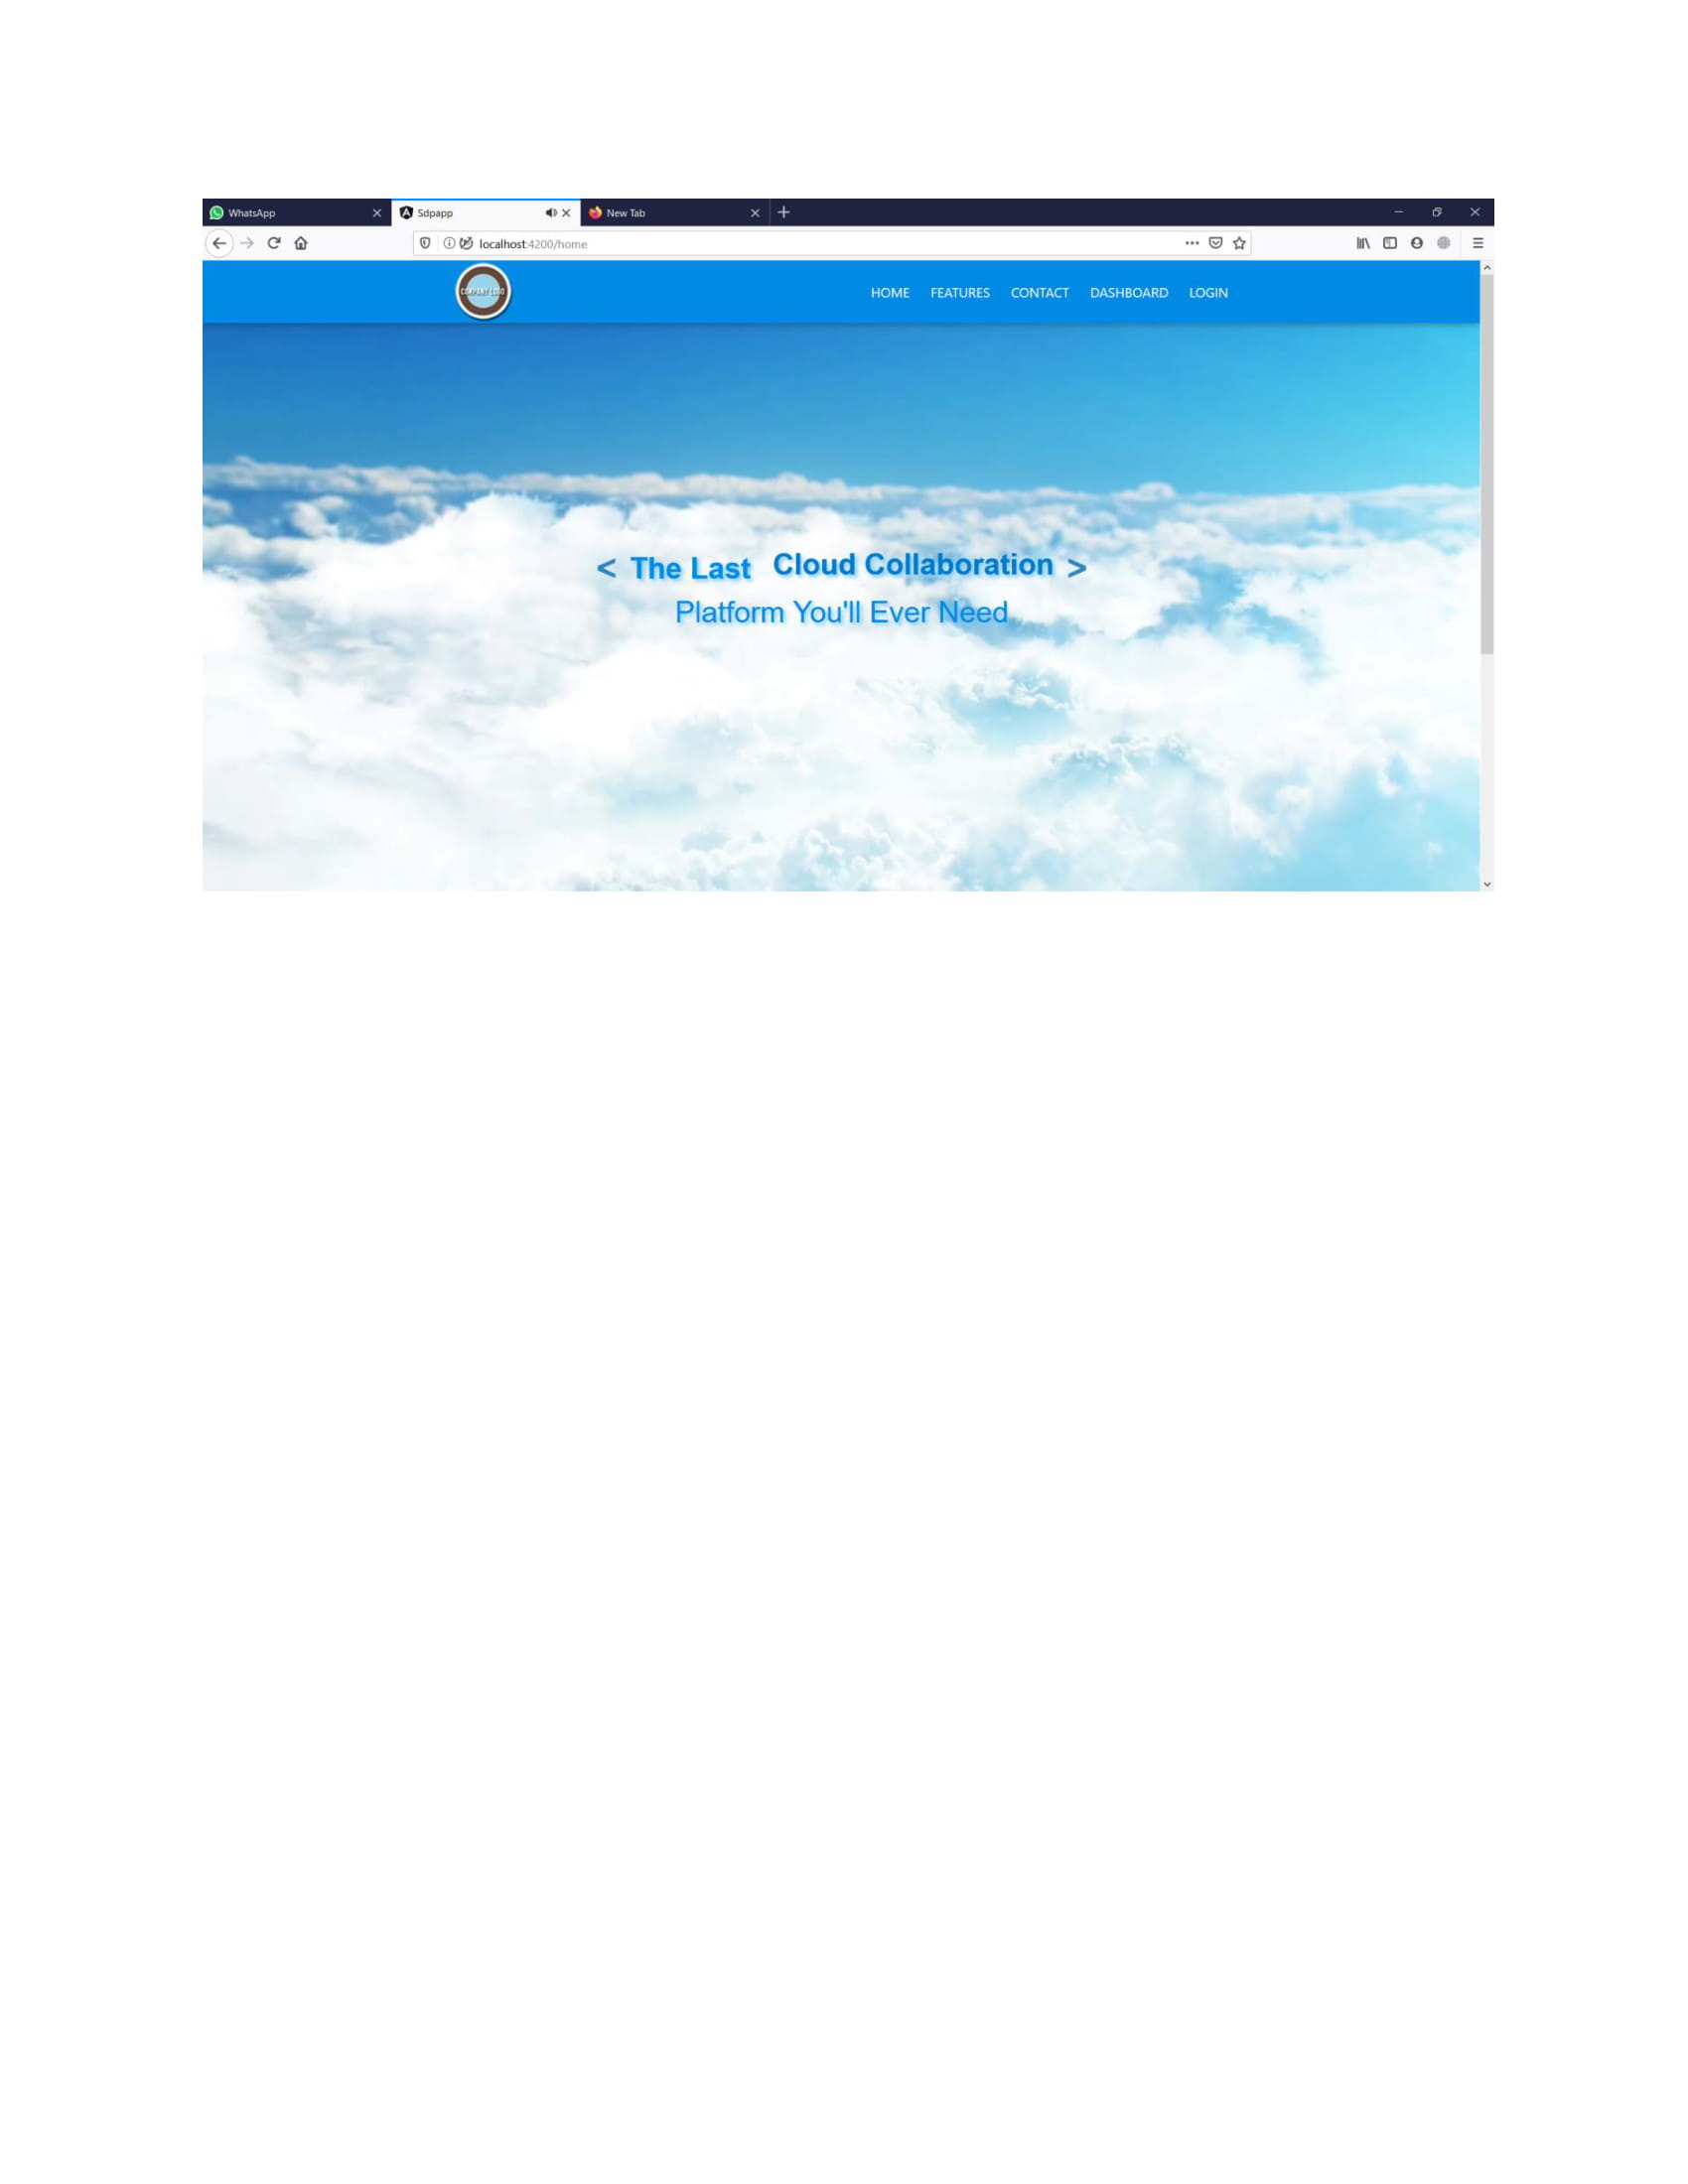 WhatsApp
Sdpapp
New Tab
localhost:4200/home
COMPANY LOGO
HOME FEATURES CONTACT DASHBOARD LOGIN
< The Last Cloud Collaboration >
Platform You'll Ever Need